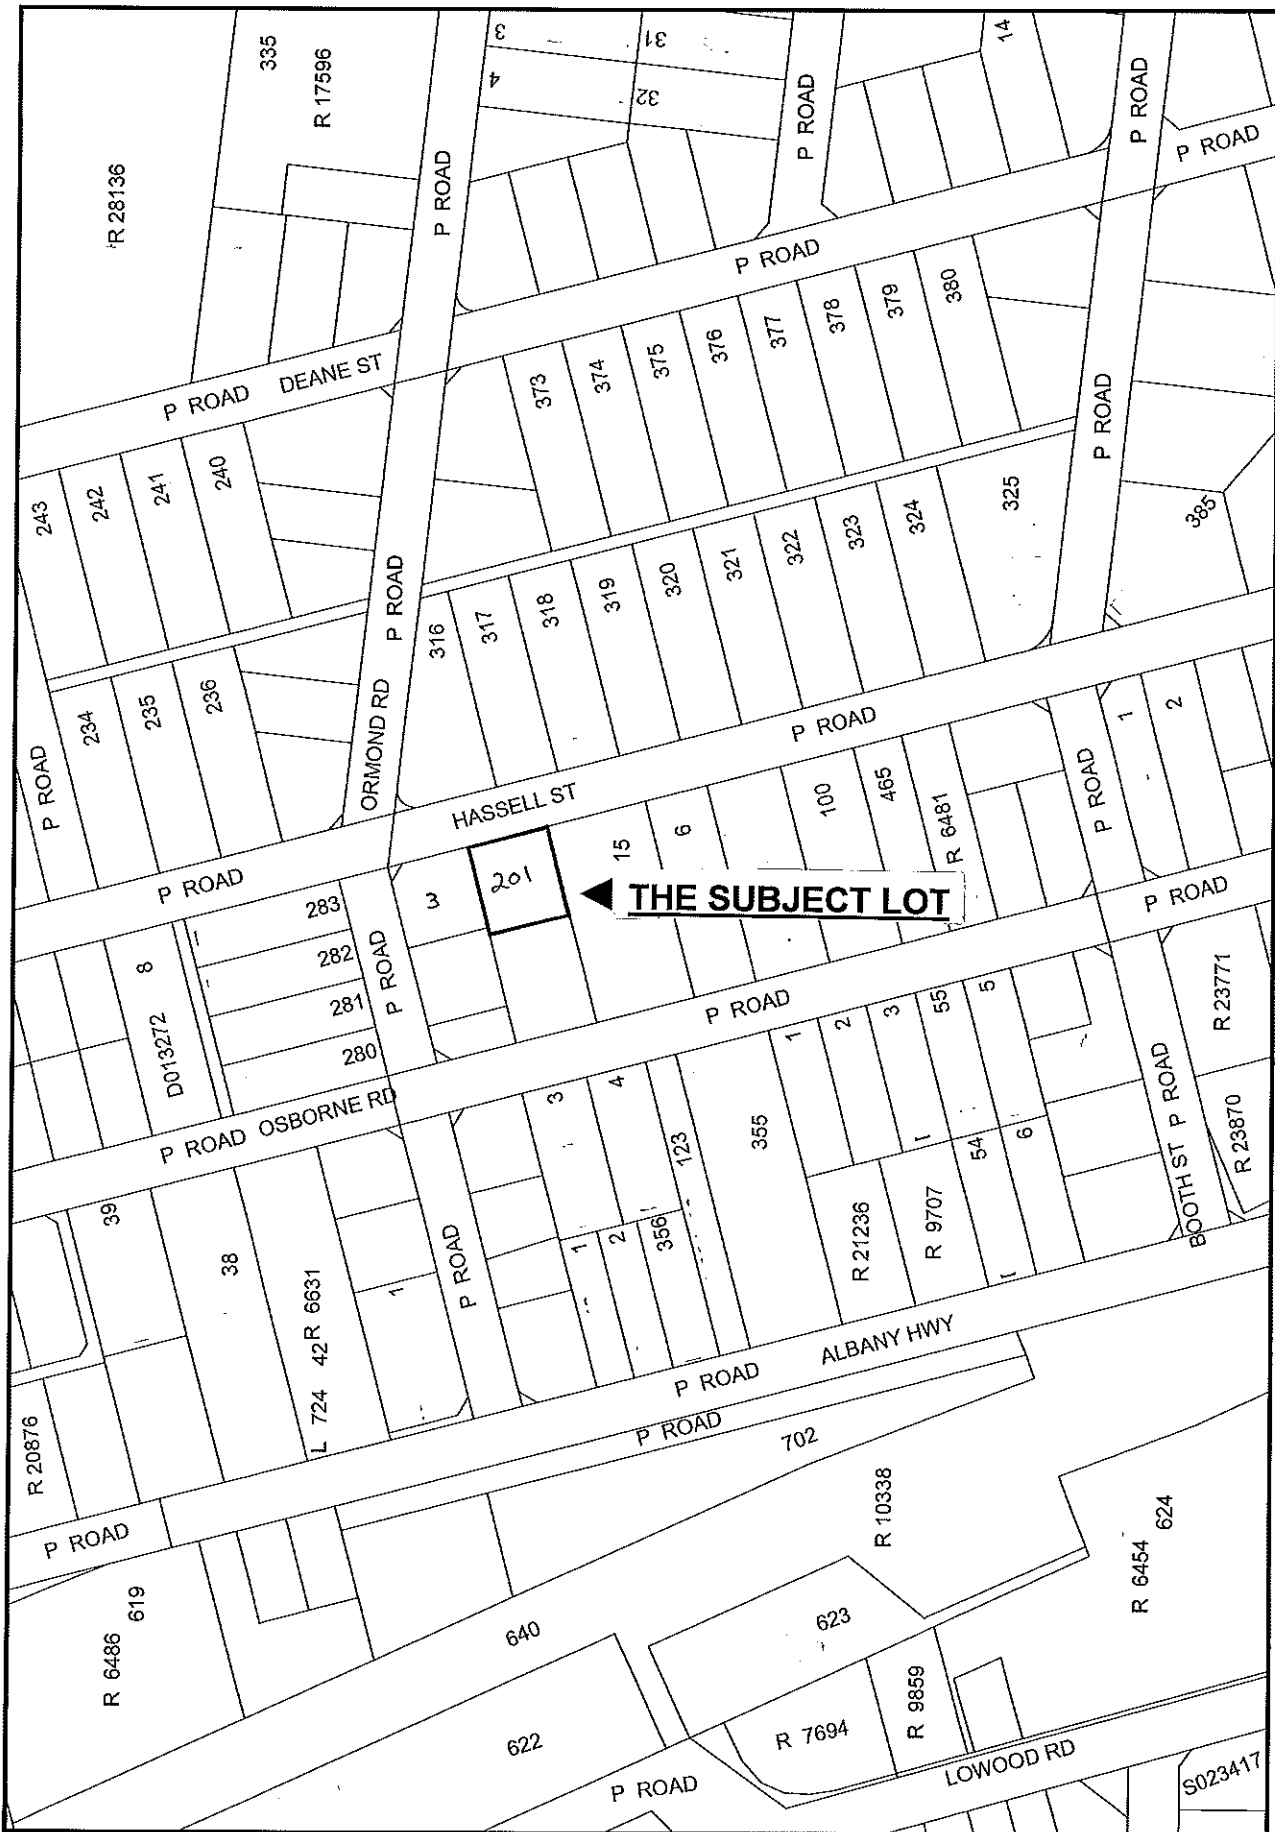 335
R 17596
R 28136
3
31
4
32
14
P ROAD
P ROAD
P ROAD
P ROAD
P ROAD
P ROAD DEANE ST
243
242
241
240
373
374
375
376
377
378
379
380
P ROAD
385
P ROAD
234
235
236
ORMOND RD P ROAD
316
317
318
319
320
321
322
323
324
325
P ROAD
HASSELL ST
P ROAD
283
282
281
280
8
D013272
P ROAD
3
201
15
6
100
465
R 6481
P ROAD
1
2
THE SUBJECT LOT
P ROAD
P ROAD
P ROAD OSBORNE RD
39
38
R 6631
L 724 42
1
P ROAD
3
4
123
1
2
356
355
1
2
3
55
5
54
6
R 21236
R 9707
BOOTH ST P ROAD
R 23771
R 23870
R 20876
P ROAD
P ROAD
ALBANY HWY
P ROAD
702
R 10338
R 6454
624
R 6486
619
640
623
622
R 7694
R 9859
P ROAD
LOWOOD RD
S023417